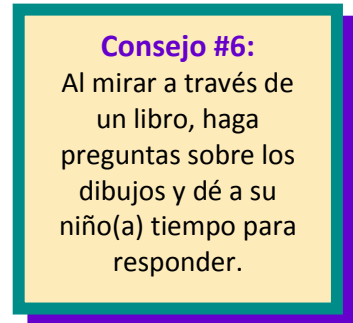 Consejo #6:
Al mirar a través de
un libro, haga
preguntas sobre los
dibujos y dé a su
niño(a) tiempo para
responder.